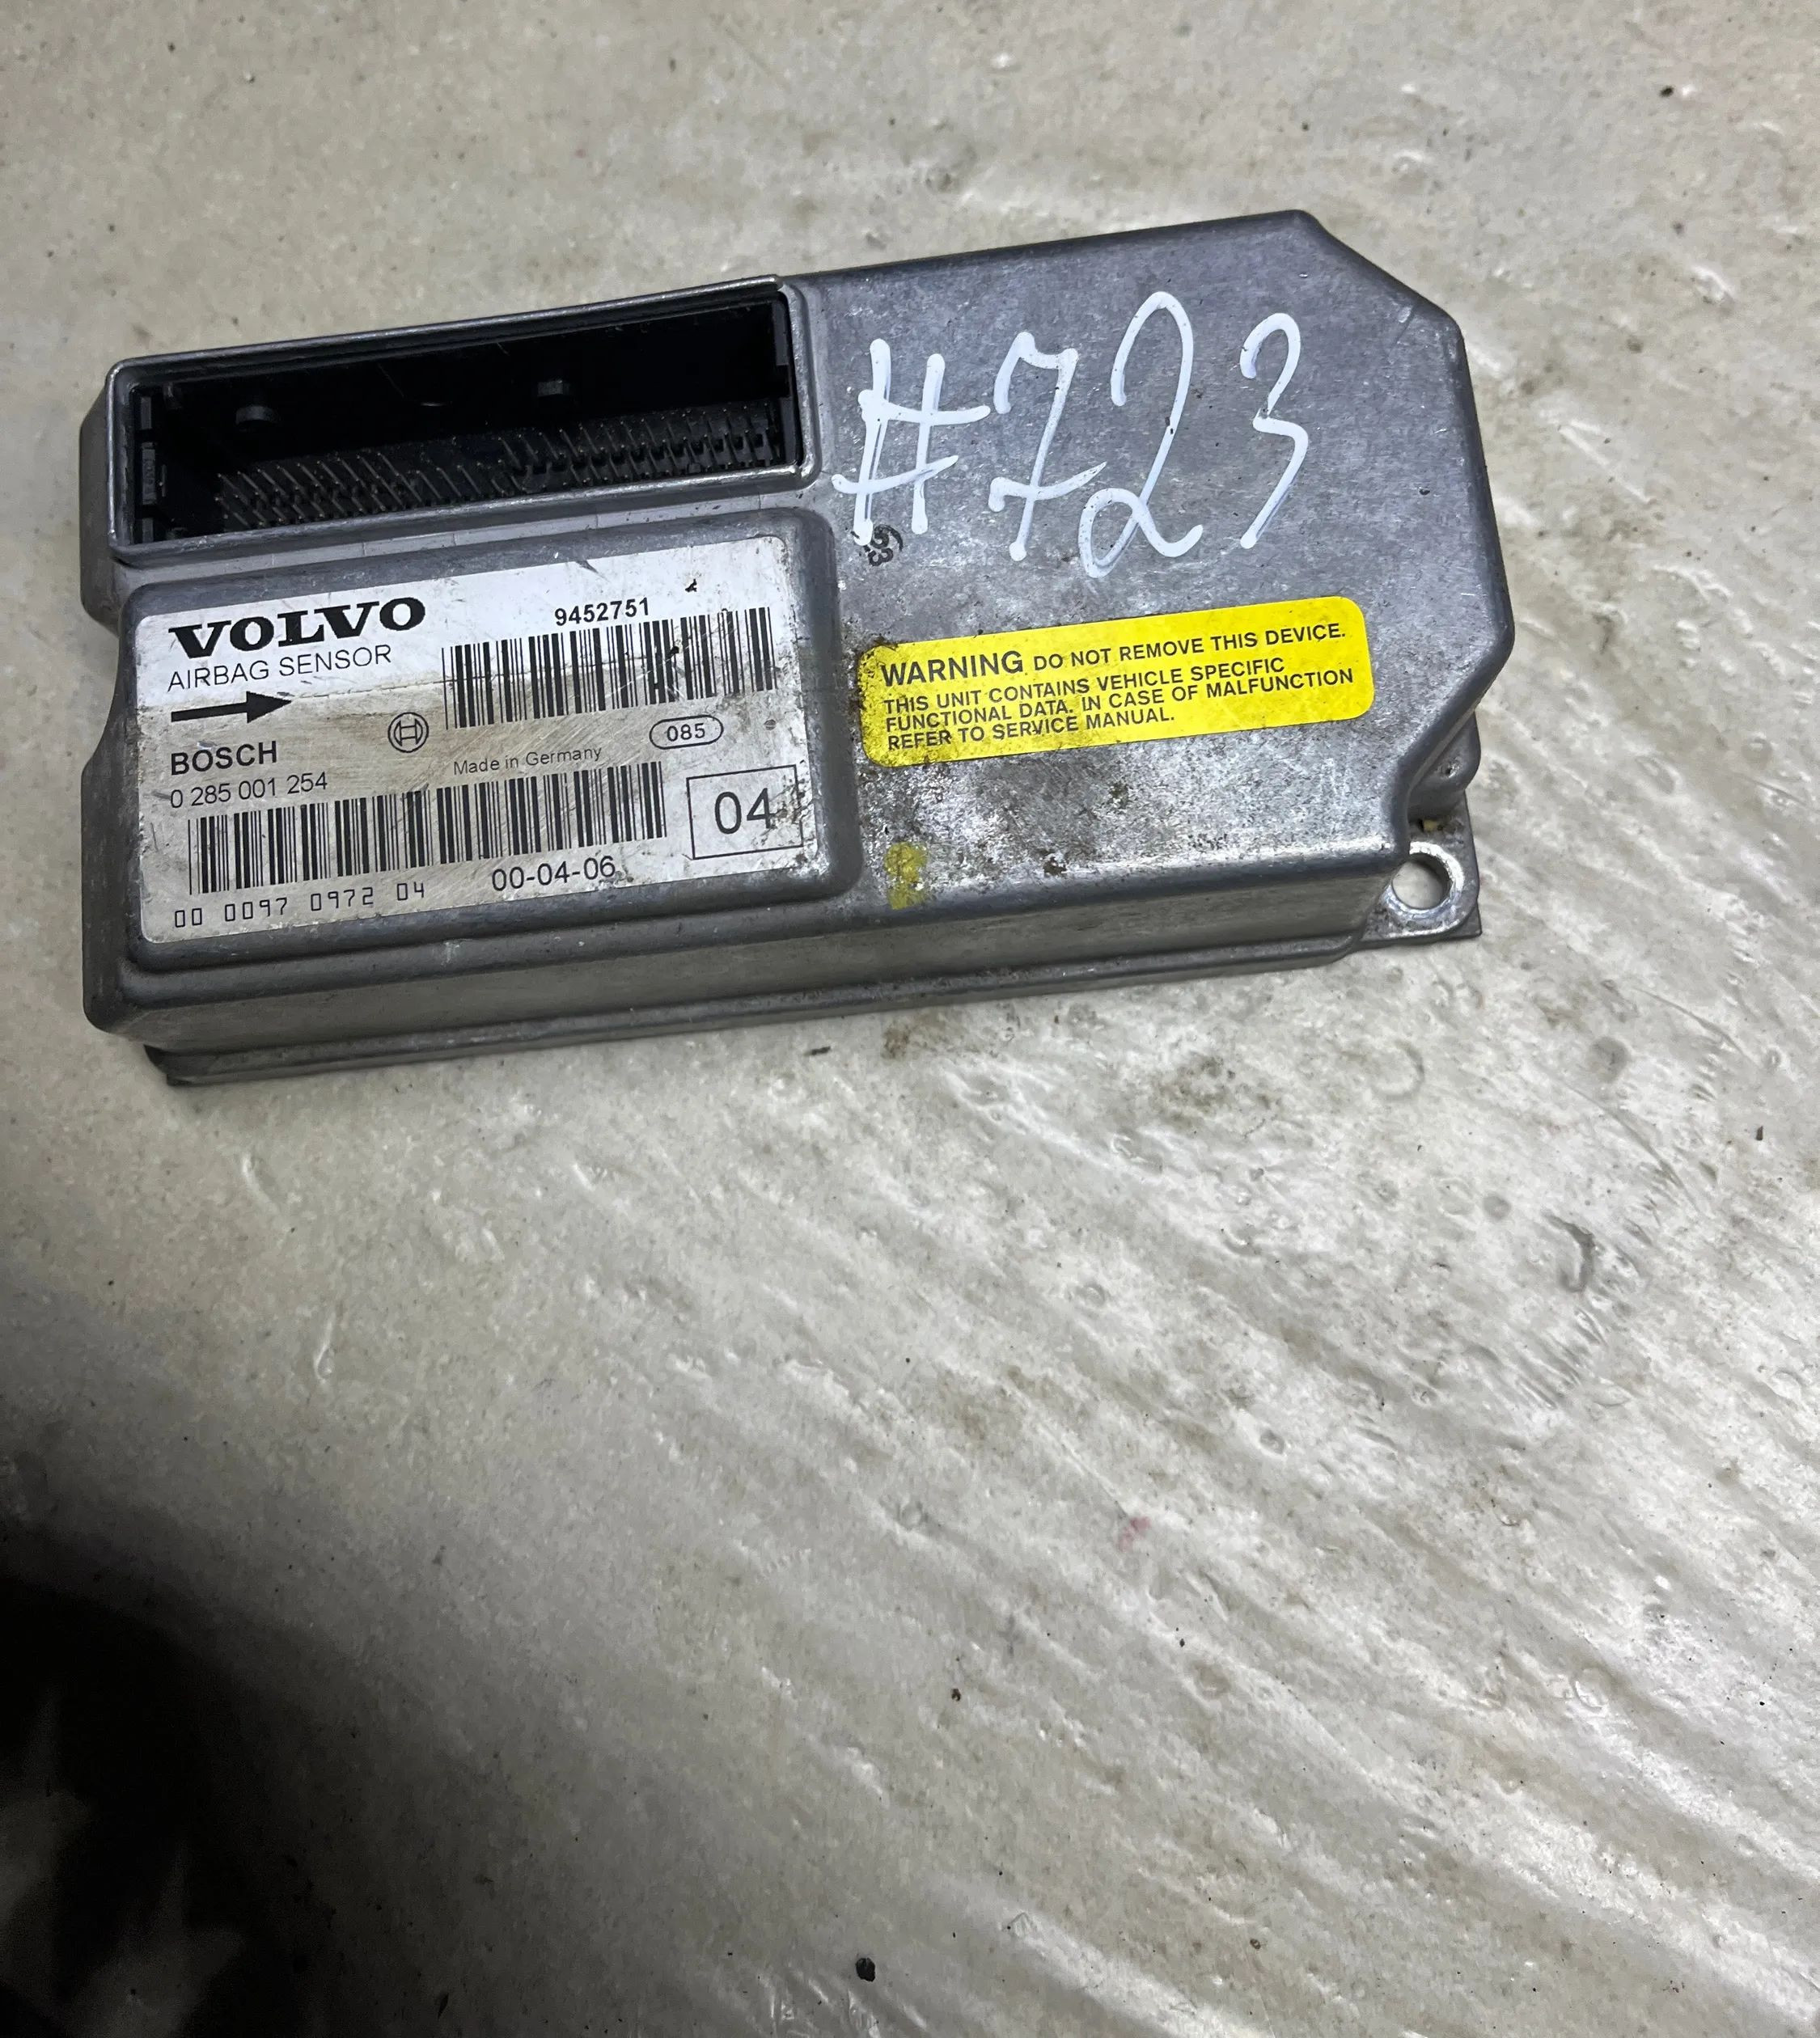 #723
VOLVO
9452751
AIRBAG SENSOR
BOSCH
Made in Germany
085
0 285 001 254
04
00-04-06
00 0097 0972 04
WARNING DO NOT REMOVE THIS DEVICE.
THIS UNIT CONTAINS VEHICLE SPECIFIC
FUNCTIONAL DATA. IN CASE OF MALFUNCTION
REFER TO SERVICE MANUAL.